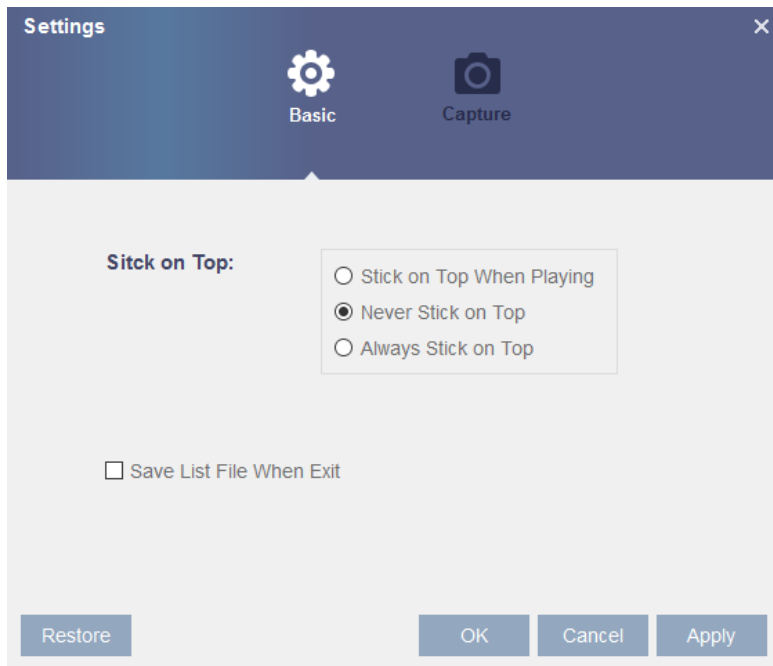 Settings
Basic
Capture
Sitck on Top:
Stick on Top When Playing
Never Stick on Top
Always Stick on Top
Save List File When Exit
Restore
OK
Cancel
Apply